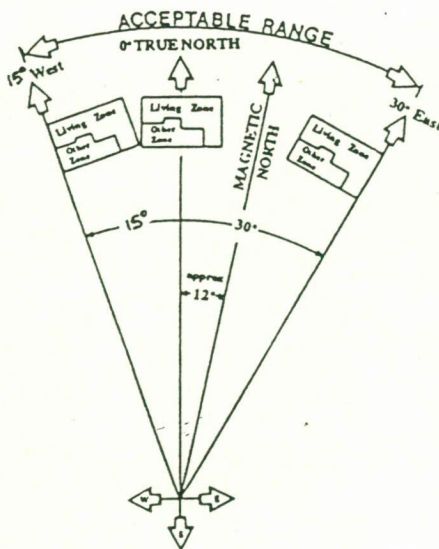 ACCEPTABLE RANGE
0° TRUE NORTH
15° West
30° East
Living Zone
Other
Zone
Living Zone
Other
Zone
MAGNETIC
NORTH
Living Zone
Other
Zone
15°
30°
approx
12°
W
E
S